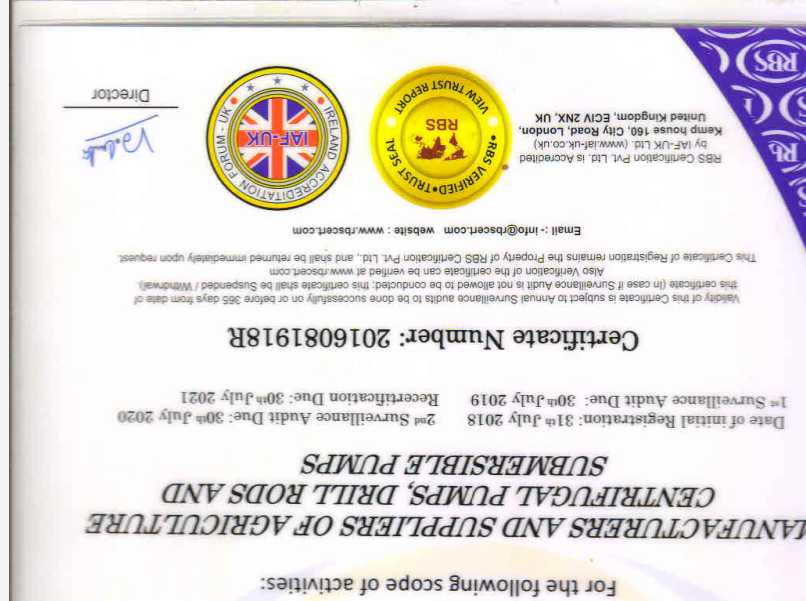 For the following scope of activities:
MANUFACTURERS AND SUPPLIERS OF AGRICULTURE
CENTRIFUGAL PUMPS, DRILL RODS AND
SUBMERSIBLE PUMPS
Date of initial Registration: 31th July 2018 2nd Surveillance Audit Due: 30th July 2020
1st Surveillance Audit Due: 30th July 2019 Recertification Due: 30th July 2021
Certificate Number: 2016081918R
Validity of this Certificate is subject to Annual Surveillance audits to be done successfully on or before 365 days from date of
this certificate (In case if Surveillance Audit is not allowed to be conducted; this certificate shall be Suspended / Withdrawal).
Also Verification of the certificate can be verified at www.rbscert.com
This Certificate of Registration remains the Property of RBS Certification Pvt. Ltd., and shall be returned immediately upon request.
Email :- info@rbscert.com website : www.rbscert.com
RBS Certification Pvt. Ltd. is Accredited
by IAF-UK Ltd. (www.iaf-uk.co.uk)
Kemp house 160, City Road, London,
United Kingdom, ECIV 2NX, UK
RBS VERIFIED • TRUST SEAL
RBS
VIEW TRUST REPORT
IRELAND ACCREDITATION FORUM - UK
IAF-UK
Director
RBS
RBS